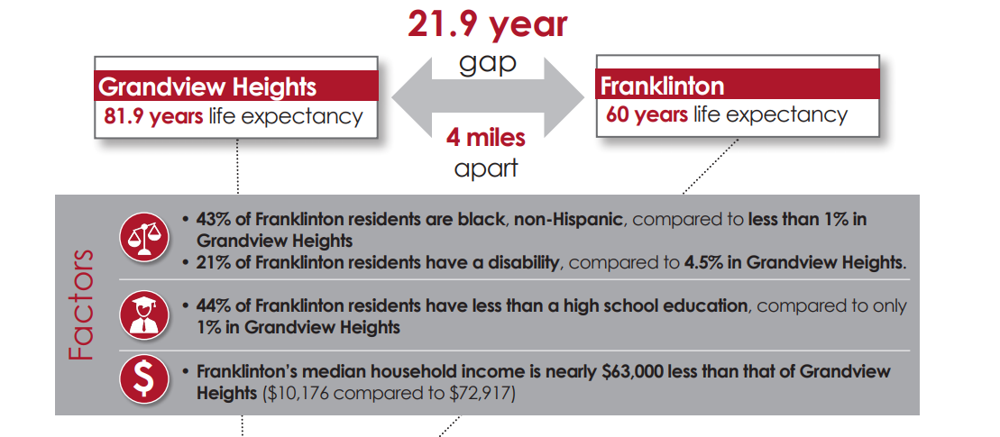 21.9 year
gap
Grandview Heights
81.9 years life expectancy
Franklinton
60 years life expectancy
4 miles
apart
Factors
• 43% of Franklinton residents are black, non-Hispanic, compared to less than 1% in
Grandview Heights
• 21% of Franklinton residents have a disability, compared to 4.5% in Grandview Heights.
• 44% of Franklinton residents have less than a high school education, compared to only
1% in Grandview Heights
$
• Franklinton's median household income is nearly $63,000 less than that of Grandview
Heights ($10,176 compared to $72,917)